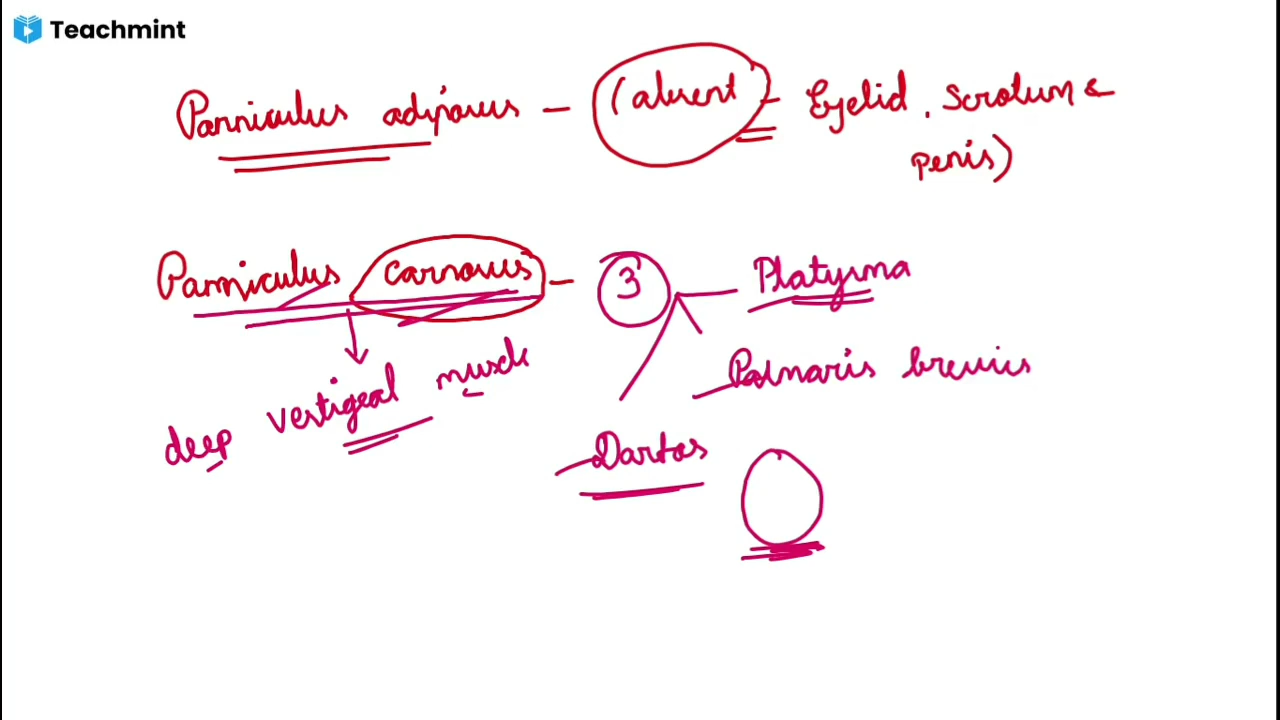 Teachmint
Panniculus adiposus - (absent - Eyelid, Scrotum &
penis)
Panniculus carnosus - 3 Platysma
Palmaris brevis
deep vestigeal muscle
Dartos